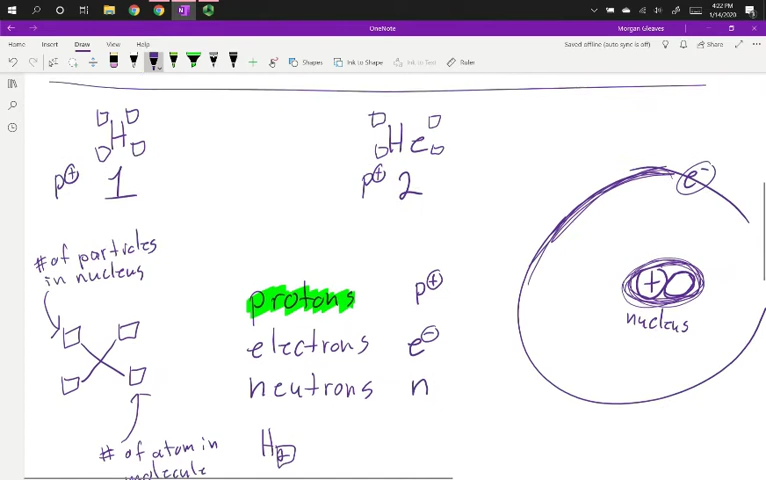 4:22 PM
1/14/2020
OneNote
Morgan Gleaves
Home Insert Draw View Saved offline (auto sync is off) Share
Shapes Ink to Shape Ink to Text Ruler
H He
p+ 1 p+ 2
e-
# of particles
in nucleus
+
nucleus
protons p+
electrons e-
neutrons n
# of atom in
molecule
H